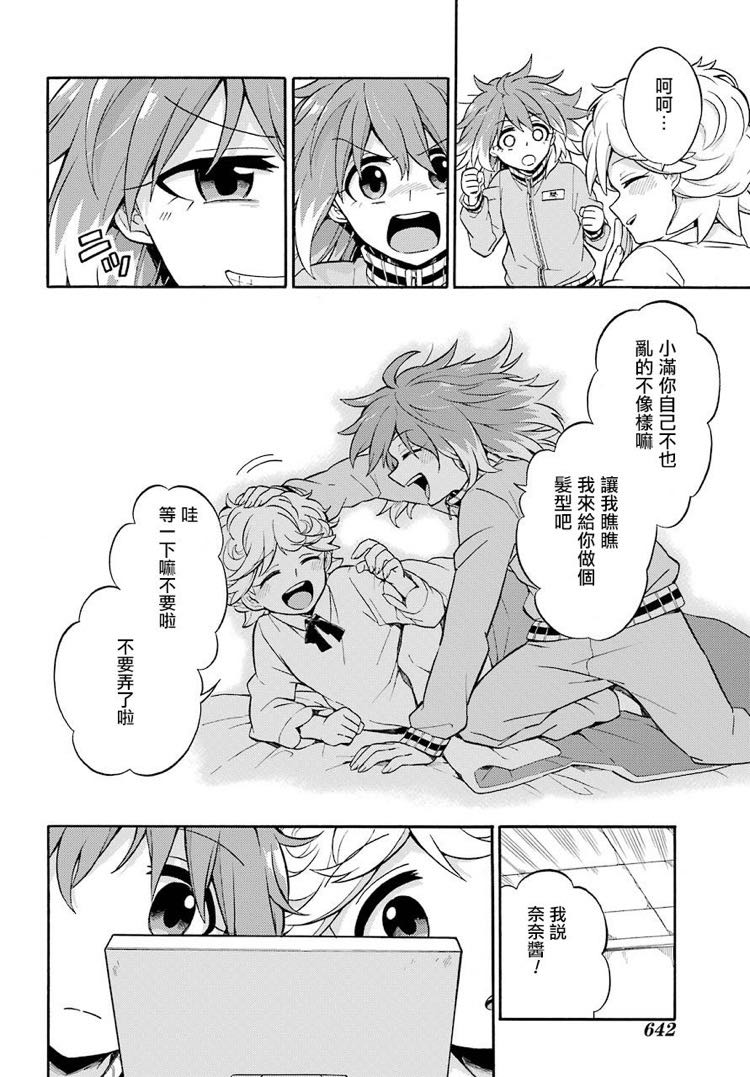 呵呵…
ニッ
小滿你自己不也
亂的不像樣嘛
讓我瞧瞧
我來給你做個
髮型吧
哇
等一下嘛不要啦
不要弄了啦
我說
奈奈醬！
642